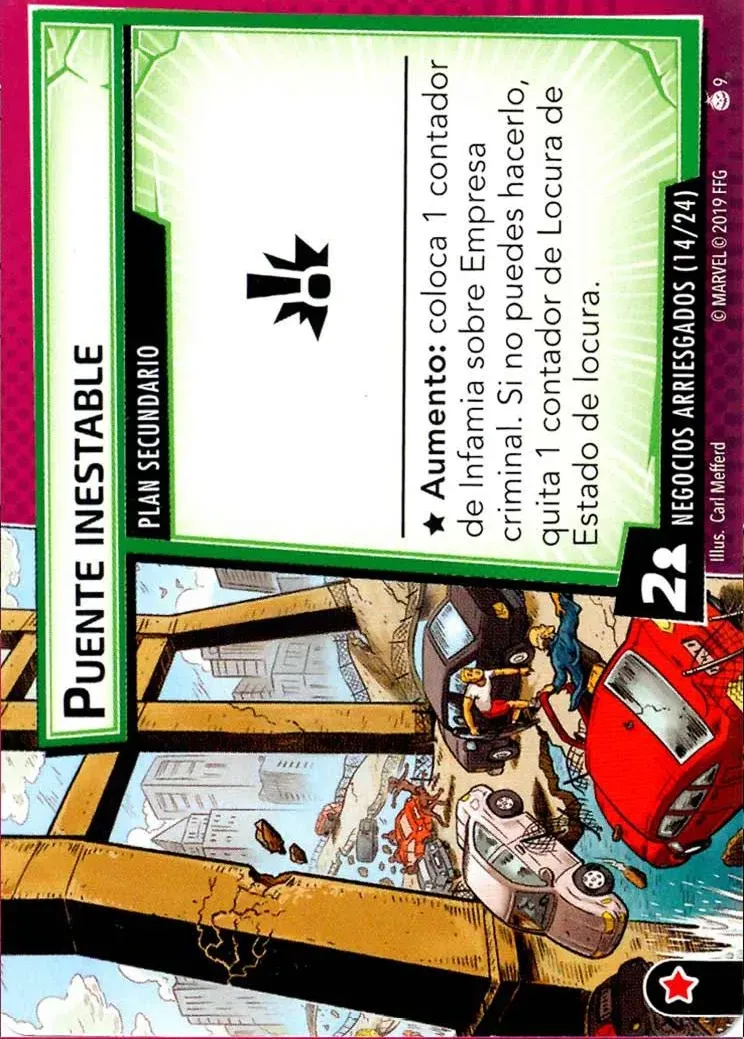 PUENTE INESTABLE
PLAN SECUNDARIO
★ Aumento: coloca 1 contador
de Infamia sobre Empresa
criminal. Si no puedes hacerlo,
quita 1 contador de Locura de
Estado de locura.
2
NEGOCIOS ARRIESGADOS (14/24)
Illus. Carl Mefferd
© MARVEL © 2019 FFG
9